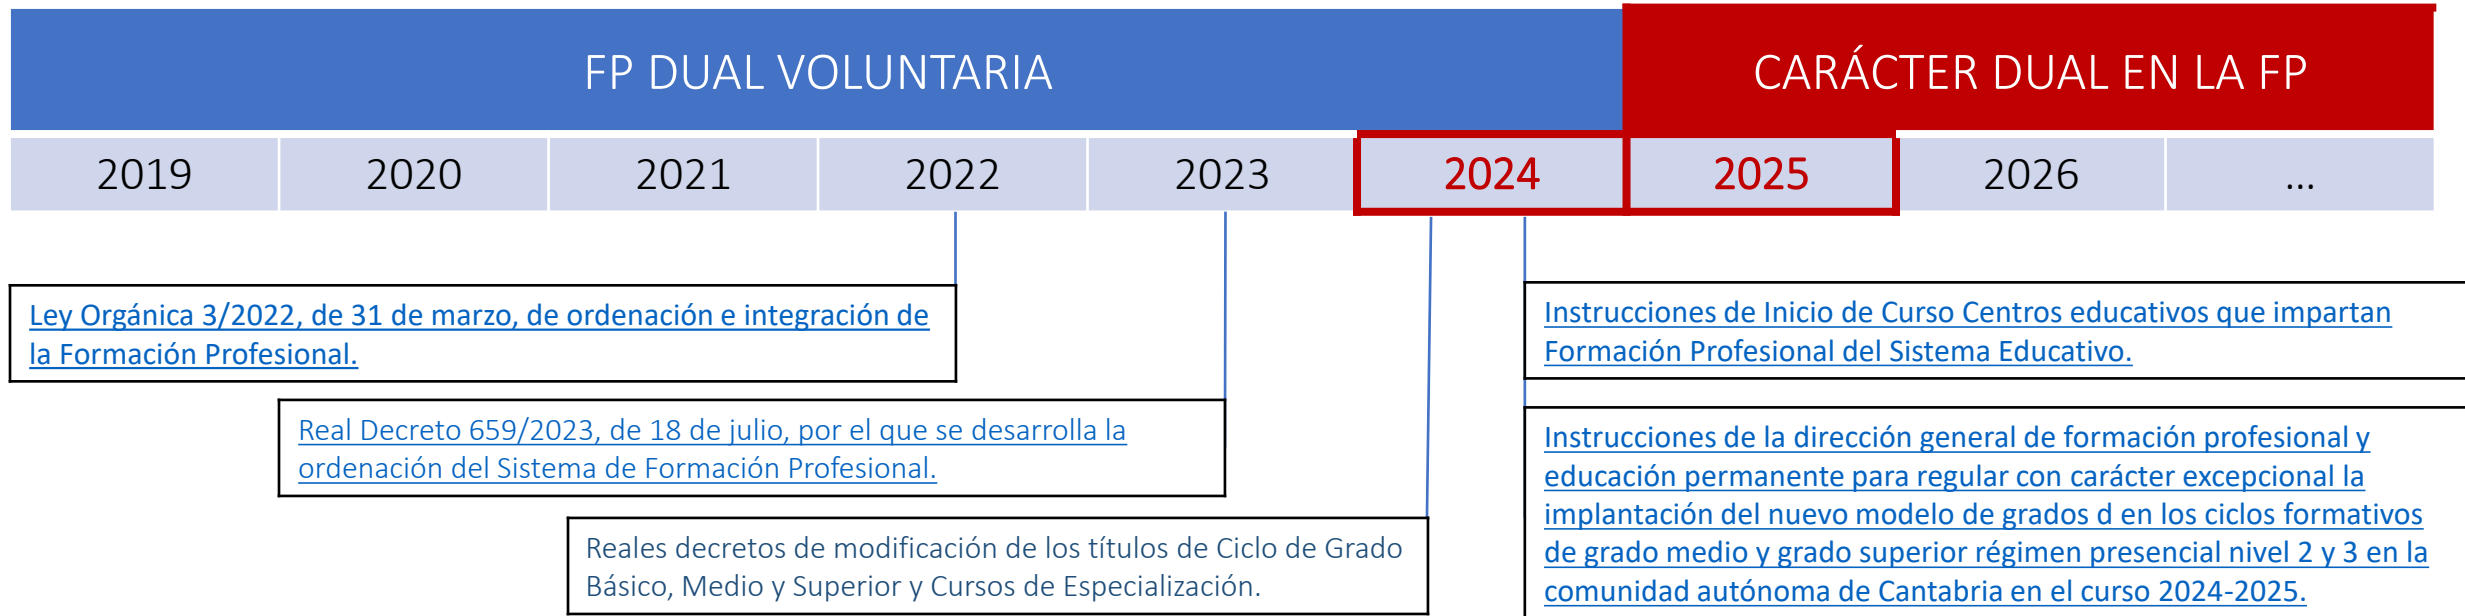 FP DUAL VOLUNTARIA
CARÁCTER DUAL EN LA FP
2019
2020
2021
2022
2023
2024
2025
2026
...
Ley Orgánica 3/2022, de 31 de marzo, de ordenación e integración de
la Formación Profesional.
Real Decreto 659/2023, de 18 de julio, por el que se desarrolla la
ordenación del Sistema de Formación Profesional.
Reales decretos de modificación de los títulos de Ciclo de Grado
Básico, Medio y Superior y Cursos de Especialización.
Instrucciones de Inicio de Curso Centros educativos que impartan
Formación Profesional del Sistema Educativo.
Instrucciones de la dirección general de formación profesional y
educación permanente para regular con carácter excepcional la
implantación del nuevo modelo de grados d en los ciclos formativos
de grado medio y grado superior régimen presencial nivel 2 y 3 en la
comunidad autónoma de Cantabria en el curso 2024-2025.